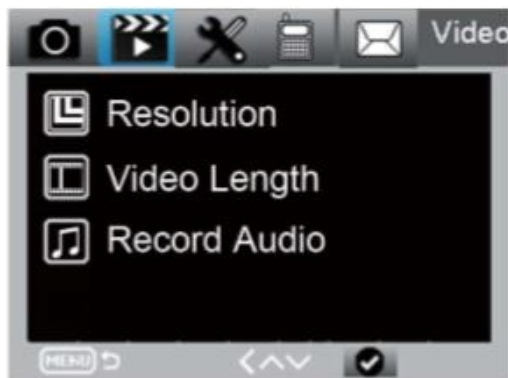 Video
Resolution
Video Length
Record Audio
MENU